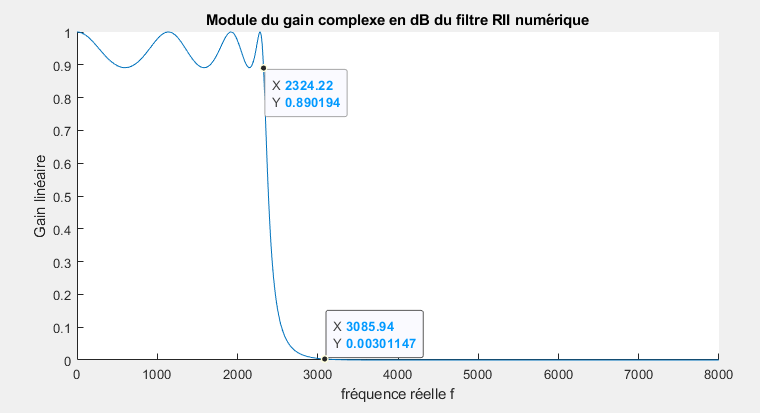 Module du gain complexe en dB du filtre RII numérique
1
0.9
0.8
0.7
0.6
0.5
0.4
0.3
0.2
0.1
0
Gain linéaire
X 2324.22
Y 0.890194
X 3085.94
Y 0.00301147
0 1000 2000 3000 4000 5000 6000 7000 8000
fréquence réelle f